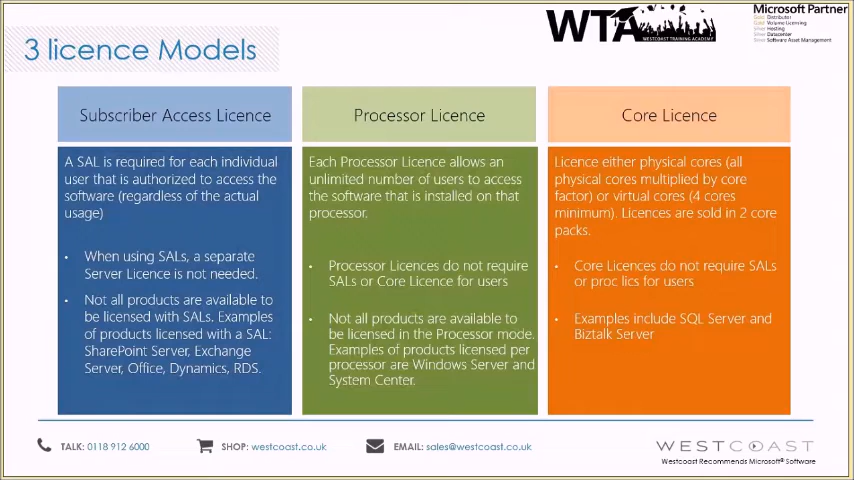 3 licence Models
WTA
WESTCOAST TRAINING ACADEMY
Microsoft Partner
Gold Distributor
Gold Volume Licensing
Silver Hosting
Silver Datacenter
Silver Software Asset Management
Subscriber Access Licence
A SAL is required for each individual
user that is authorized to access the
software (regardless of the actual
usage)
• When using SALs, a separate
Server Licence is not needed.
• Not all products are available to
be licensed with SALs. Examples
of products licensed with a SAL:
SharePoint Server, Exchange
Server, Office, Dynamics, RDS.
Processor Licence
Each Processor Licence allows an
unlimited number of users to access
the software that is installed on that
processor.
• Processor Licences do not require
SALs or Core Licence for users
• Not all products are available to
be licensed in the Processor mode.
Examples of products licensed per
processor are Windows Server and
System Center.
Core Licence
Licence either physical cores (all
physical cores multiplied by core
factor) or virtual cores (4 cores
minimum). Licences are sold in 2 core
packs.
• Core Licences do not require SALs
or proc lics for users
• Examples include SQL Server and
Biztalk Server
TALK: 0118 912 6000
SHOP: westcoast.co.uk
EMAIL: sales@westcoast.co.uk
WESTCOAST
Westcoast Recommends Microsoft® Software